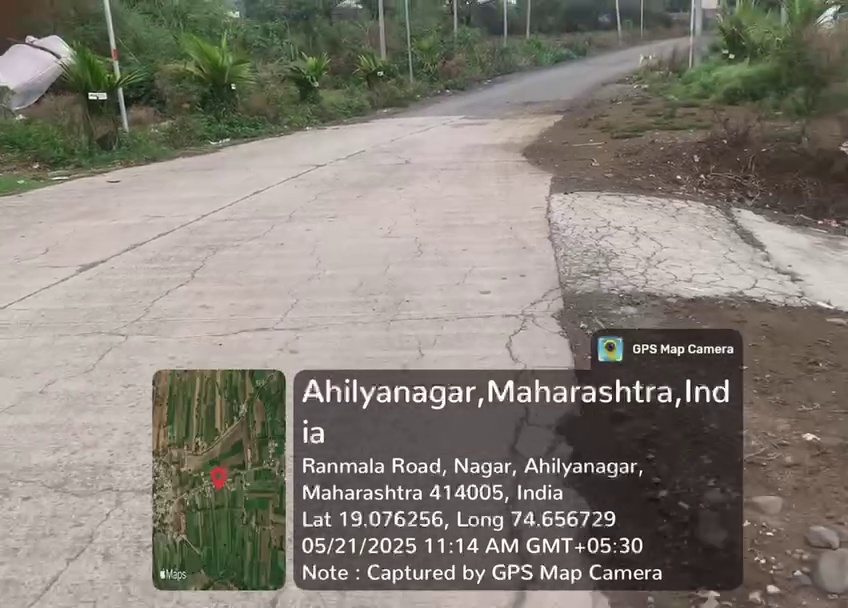 GPS Map Camera
Ahilyanagar,Maharashtra,Ind
ia
Ranmala Road, Nagar, Ahilyanagar,
Maharashtra 414005, India
Lat 19.076256, Long 74.656729
05/21/2025 11:14 AM GMT+05:30
Note : Captured by GPS Map Camera
Maps